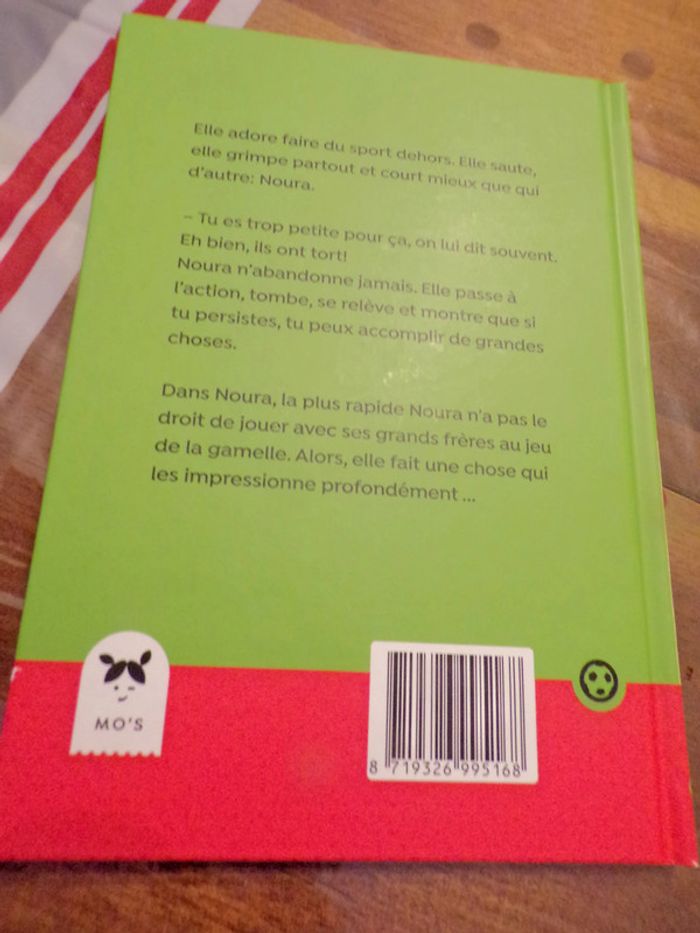 Elle adore faire du sport dehors. Elle saute,
elle grimpe partout et court mieux que qui
d'autre: Noura.
– Tu es trop petite pour ça, on lui dit souvent.
Eh bien, ils ont tort!
Noura n'abandonne jamais. Elle passe à
l'action, tombe, se relève et montre que si
tu persistes, tu peux accomplir de grandes
choses.
Dans Noura, la plus rapide Noura n'a pas le
droit de jouer avec ses grands frères au jeu
de la gamelle. Alors, elle fait une chose qui
les impressionne profondément ...
MO'S
8 719326 995168